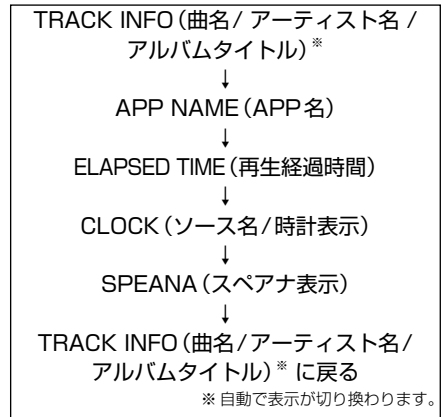 TRACK INFO（曲名/ アーティスト名 /
アルバムタイトル）※
↓
APP NAME（APP名）
↓
ELAPSED TIME（再生経過時間）
↓
CLOCK（ソース名/時計表示）
↓
SPEANA（スペアナ表示）
↓
TRACK INFO（曲名/アーティスト名/
アルバムタイトル）※ に戻る
※自動で表示が切り換わります。